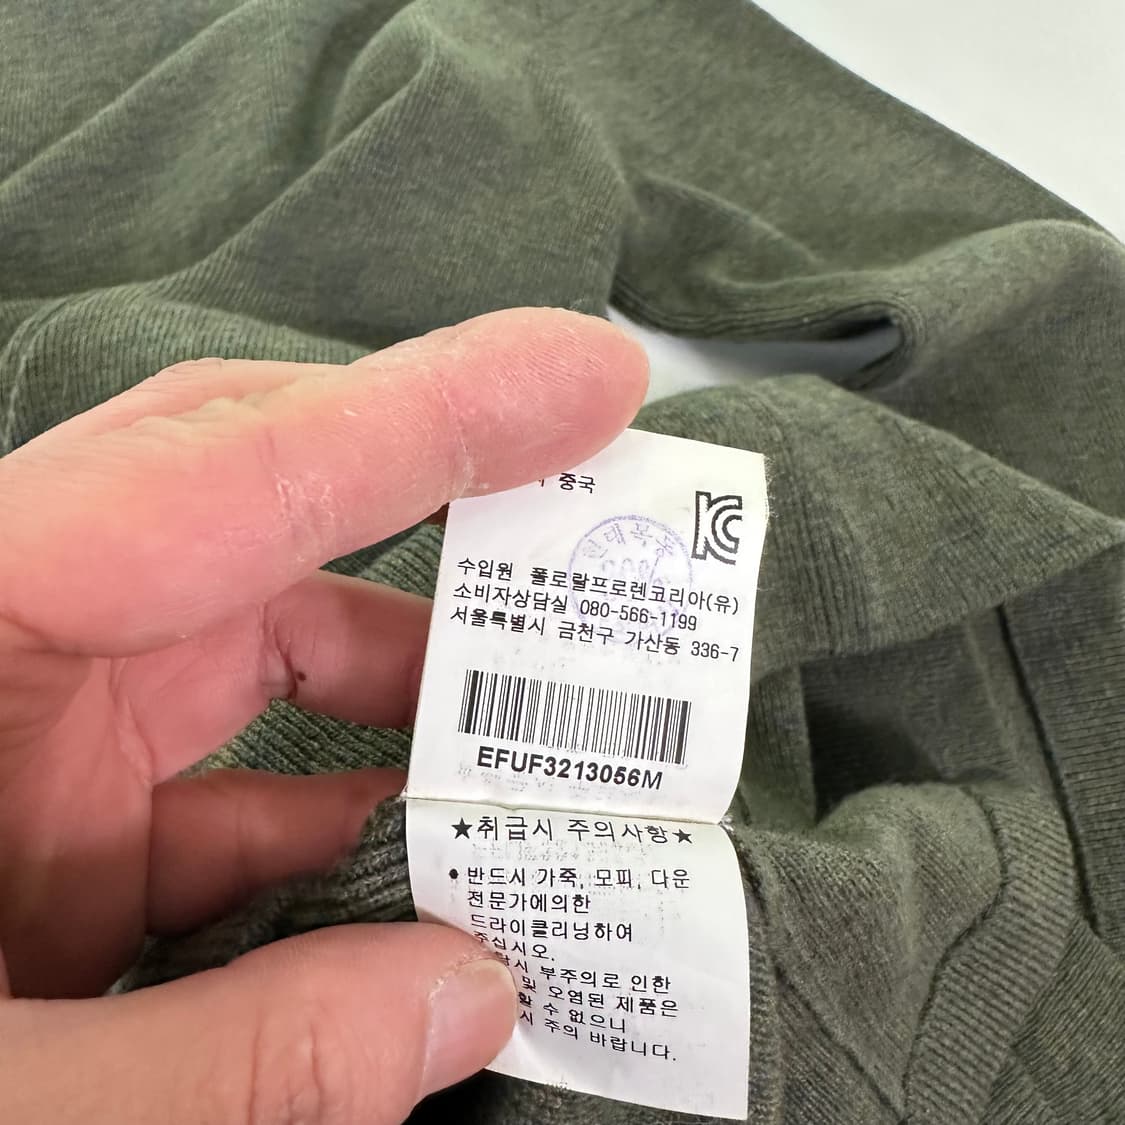 중국
KC
수입원 폴로랄프로렌코리아(유)
소비자상담실 080-566-1199
서울특별시 금천구 가산동 336-7
EFUF3213056M
★취급시 주의사항★
● 반드시 가죽, 모피, 다운
전문가에의한
드라이클리닝하여
주십시오.
부주의로 인한
및 오염된 제품은
할 수 없으니
주의 바랍니다.